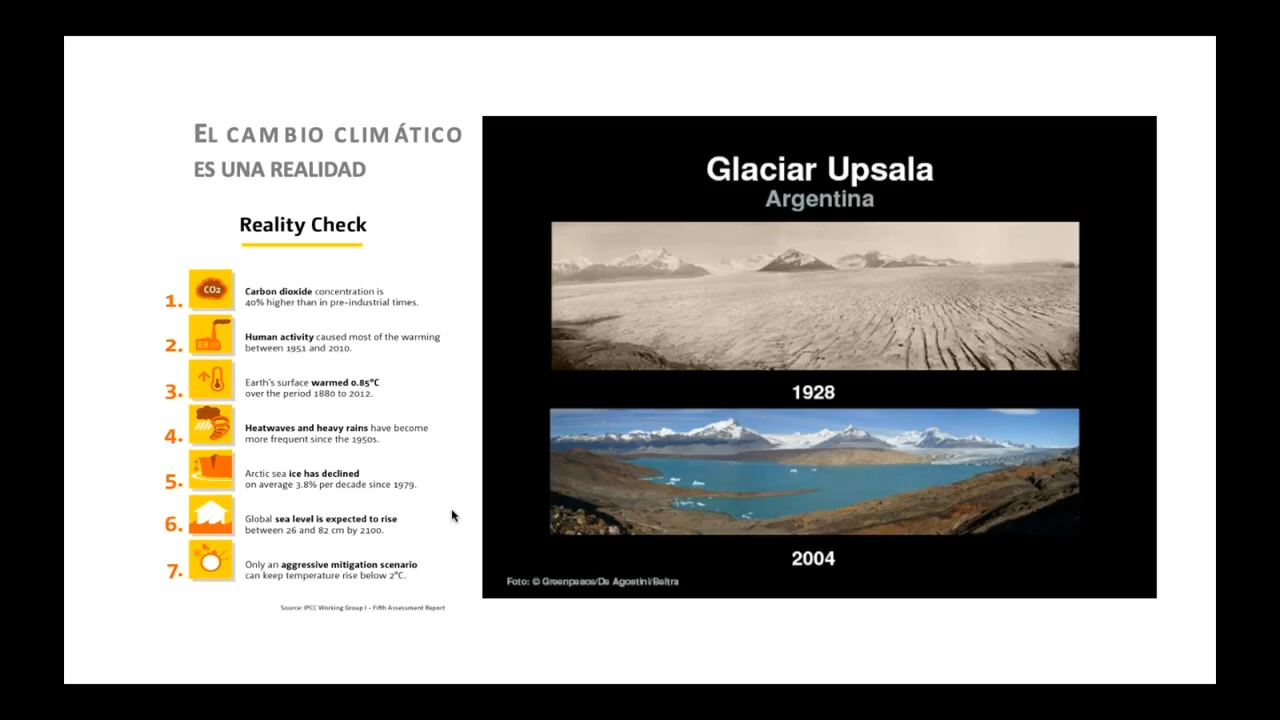 EL CAMBIO CLIMÁTICO
ES UNA REALIDAD
Reality Check
1.
CO2
Carbon dioxide concentration is
40% higher than in pre-industrial times.
2.
Human activity caused most of the warming
between 1951 and 2010.
3.
Earth's surface warmed 0.85°C
over the period 1880 to 2012.
4.
Heatwaves and heavy rains have become
more frequent since the 1950s.
5.
Arctic sea ice has declined
on average 3.8% per decade since 1979.
6.
Global sea level is expected to rise
between 26 and 82 cm by 2100.
7.
Only an aggressive mitigation scenario
can keep temperature rise below 2°C.
Source: IPCC Working Group I - Fifth Assessment Report
Glaciar Upsala
Argentina
1928
2004
Foto: © Greenpeace/De Agostini/Beltra